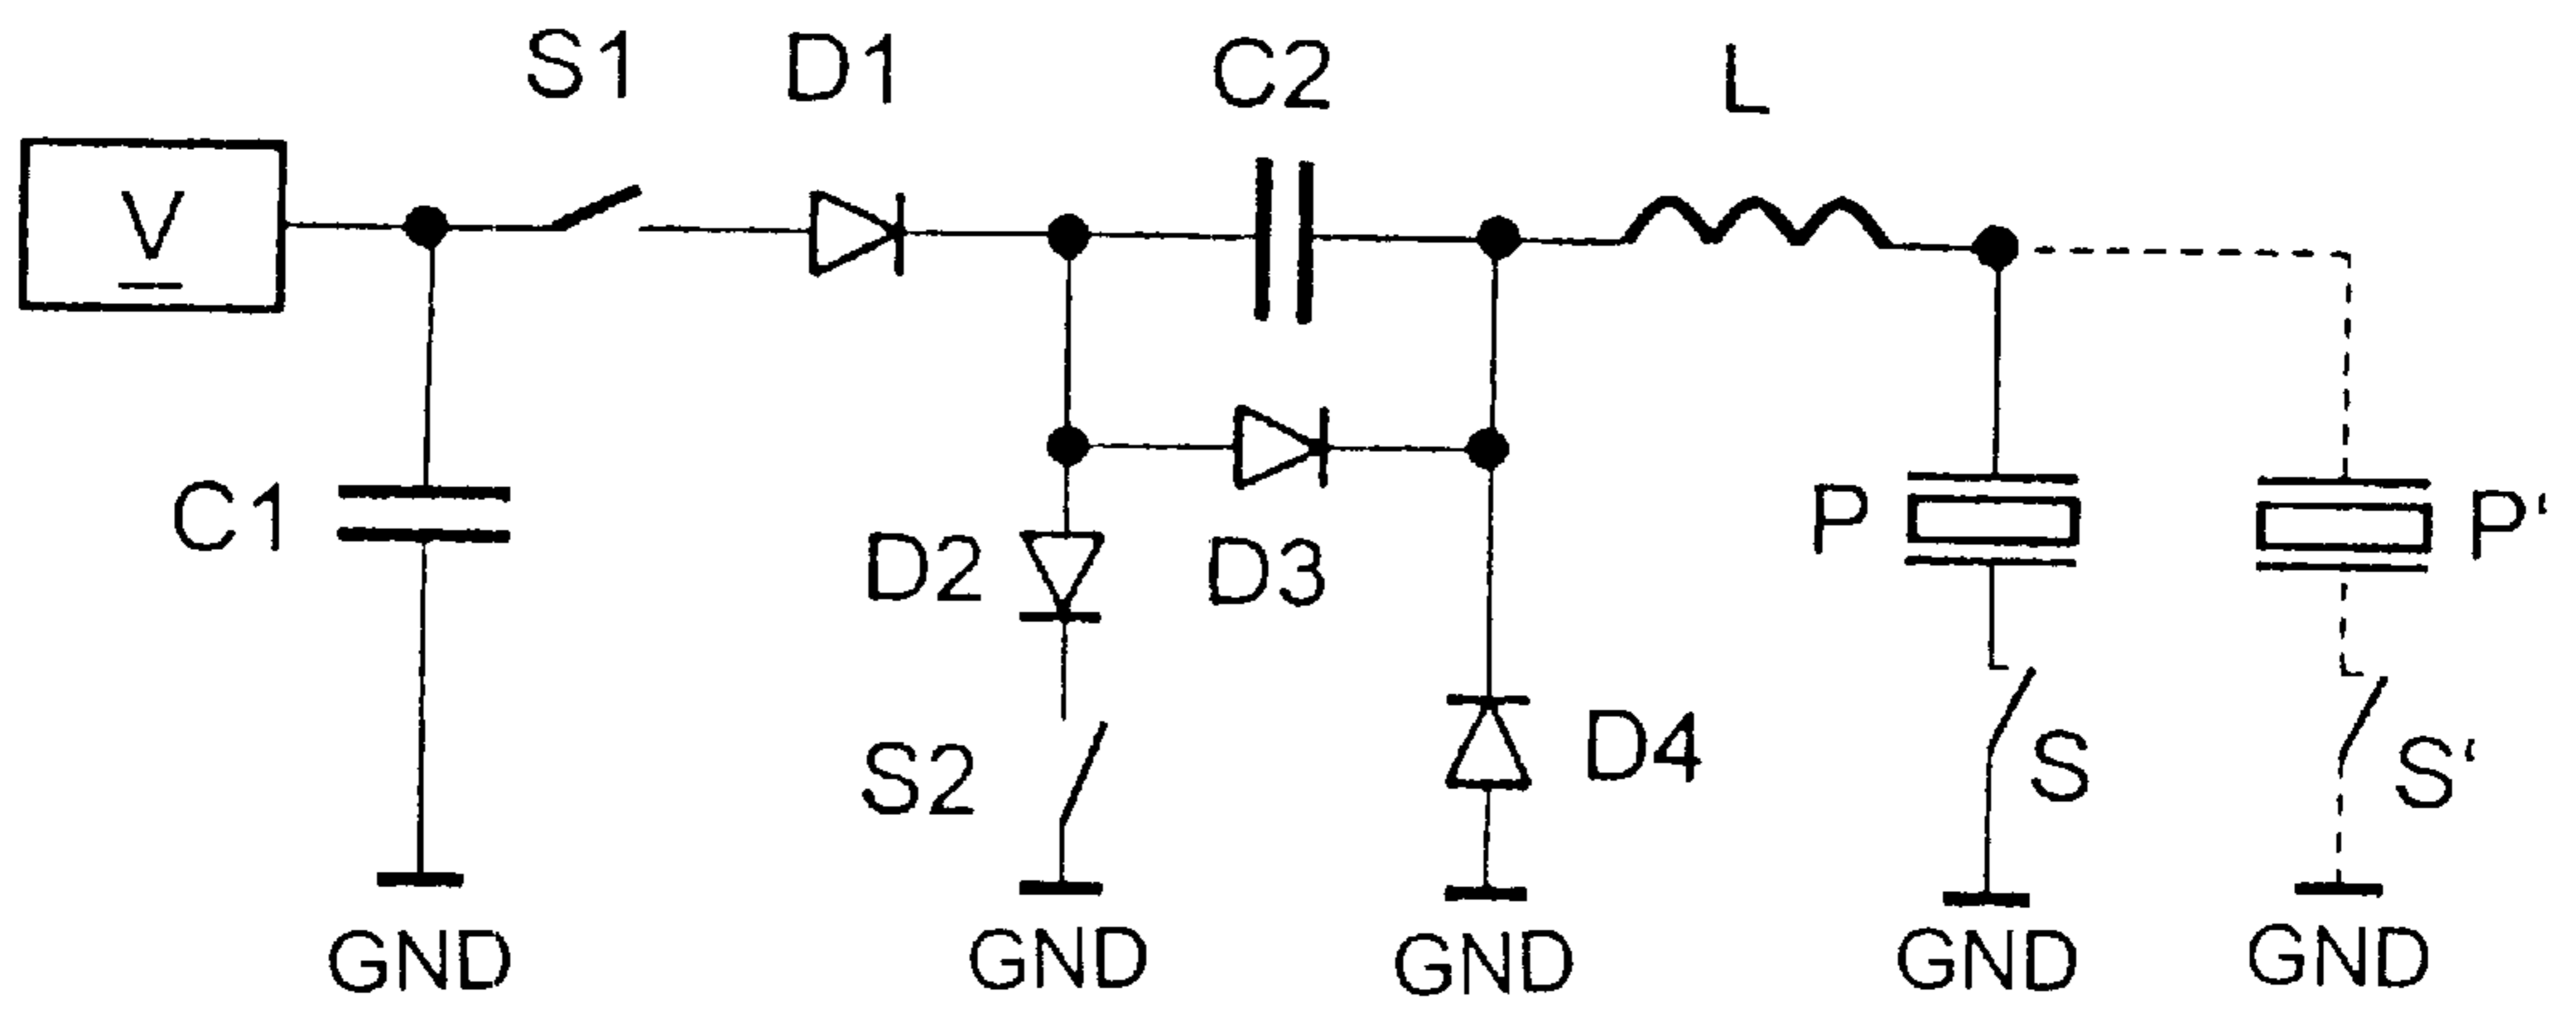 S1
D1
C2
L
V
C1
D2
D3
P
P‘
S2
D4
S
S‘
GND
GND
GND
GND
GND